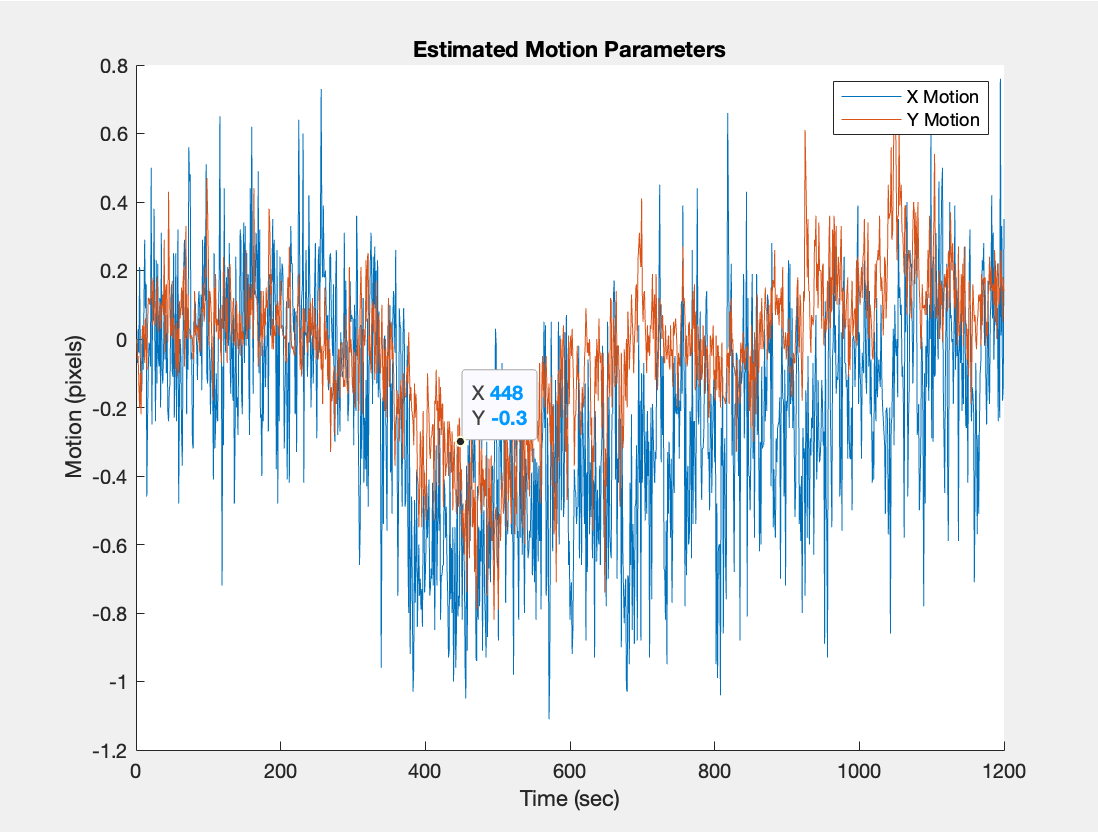 Estimated Motion Parameters
0.8
0.6
0.4
0.2
0
-0.2
-0.4
-0.6
-0.8
-1
-1.2
Motion (pixels)
X Motion
Y Motion
X 448
Y -0.3
0 200 400 600 800 1000 1200
Time (sec)